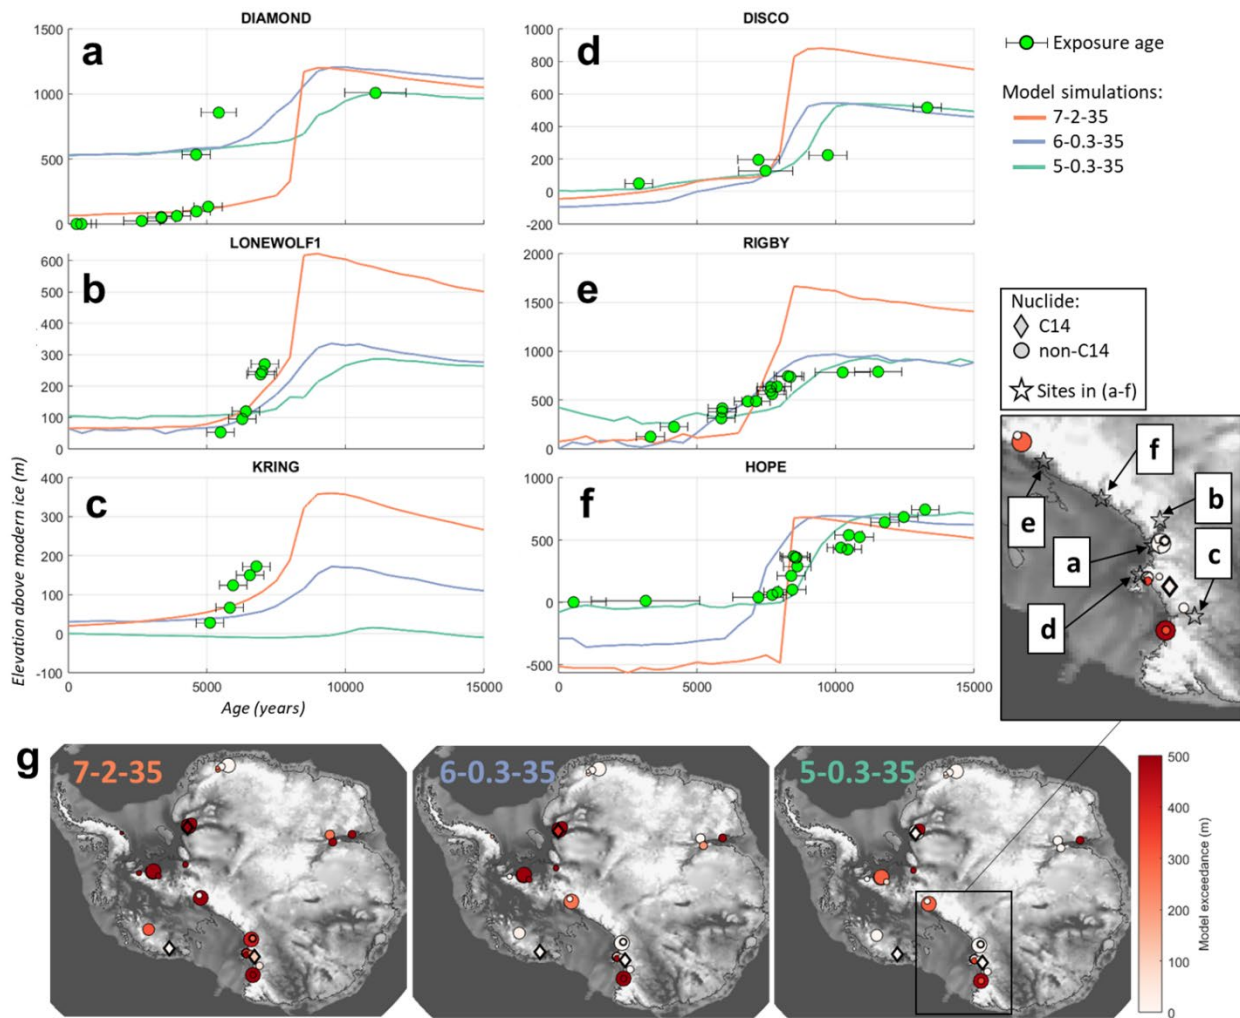 DIAMOND
a
1500
1000
500
0
DISCO
d
1000
800
600
400
200
0
-200
Exposure age
Model simulations:
7-2-35
6-0.3-35
5-0.3-35
LONEWOLF1
b
600
500
400
300
200
100
0
RIGBY
e
2000
1500
1000
500
0
Nuclide:
C14
non-C14
Sites in (a-f)
KRING
c
400
300
200
100
0
-100
0
5000
10000
15000
Elevation above modern ice (m)
Age (years)
HOPE
f
1000
500
0
-500
0
5000
10000
15000
f
e
b
a
c
d
g
7-2-35
6-0.3-35
5-0.3-35
500
400
300
200
100
0
Model exceedance (m)